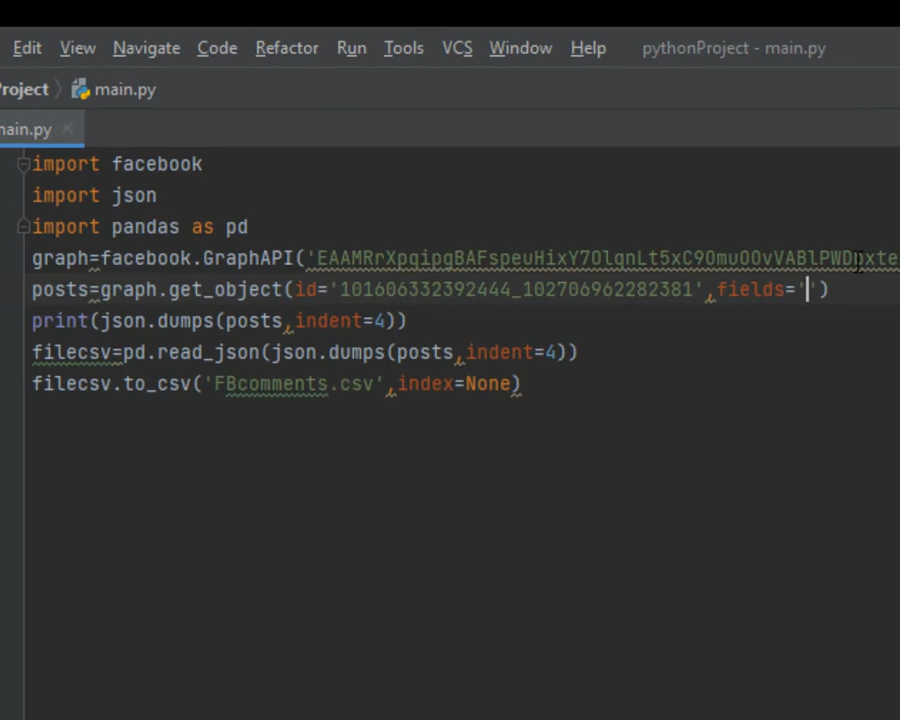 Edit View Navigate Code Refactor Run Tools VCS Window Help pythonProject - main.py
Project main.py
main.py
import facebook
import json
import pandas as pd
graph=facebook.GraphAPI('EAAMRrXpqipgBAFspeuHixY7OlqnLt5xC9OmuOOvVABlPWD
posts=graph.get_object(id='101606332392444_102706962282381',fields='')
print(json.dumps(posts,indent=4))
filecsv=pd.read_json(json.dumps(posts,indent=4))
filecsv.to_csv('FBcomments.csv',index=None)